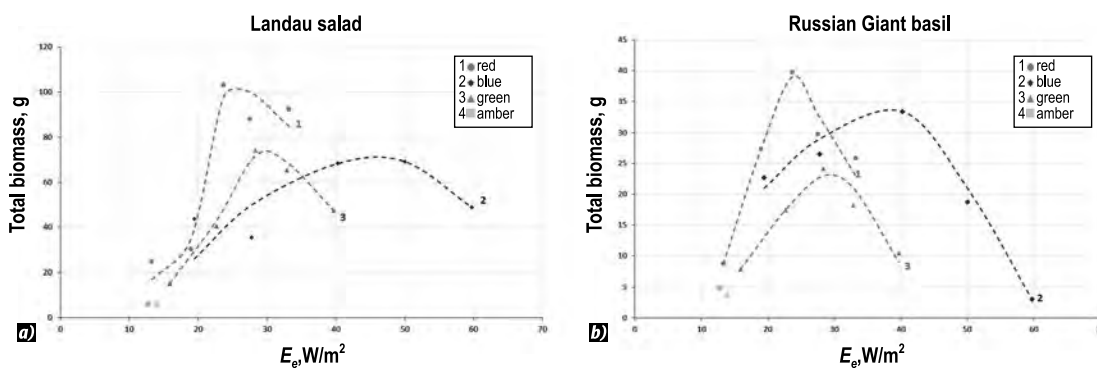 Landau salad
Total biomass, g
120
100
80
60
40
20
0
0 10 20 30 40 50 60 70
1 red
2 blue
3 green
4 amber
1
2
3
a)
Ee,W/m2
Russian Giant basil
Total biomass, g
45
40
35
30
25
20
15
10
5
0
0 10 20 30 40 50 60
1 red
2 blue
3 green
4 amber
1
2
3
b)
Ee,W/m2